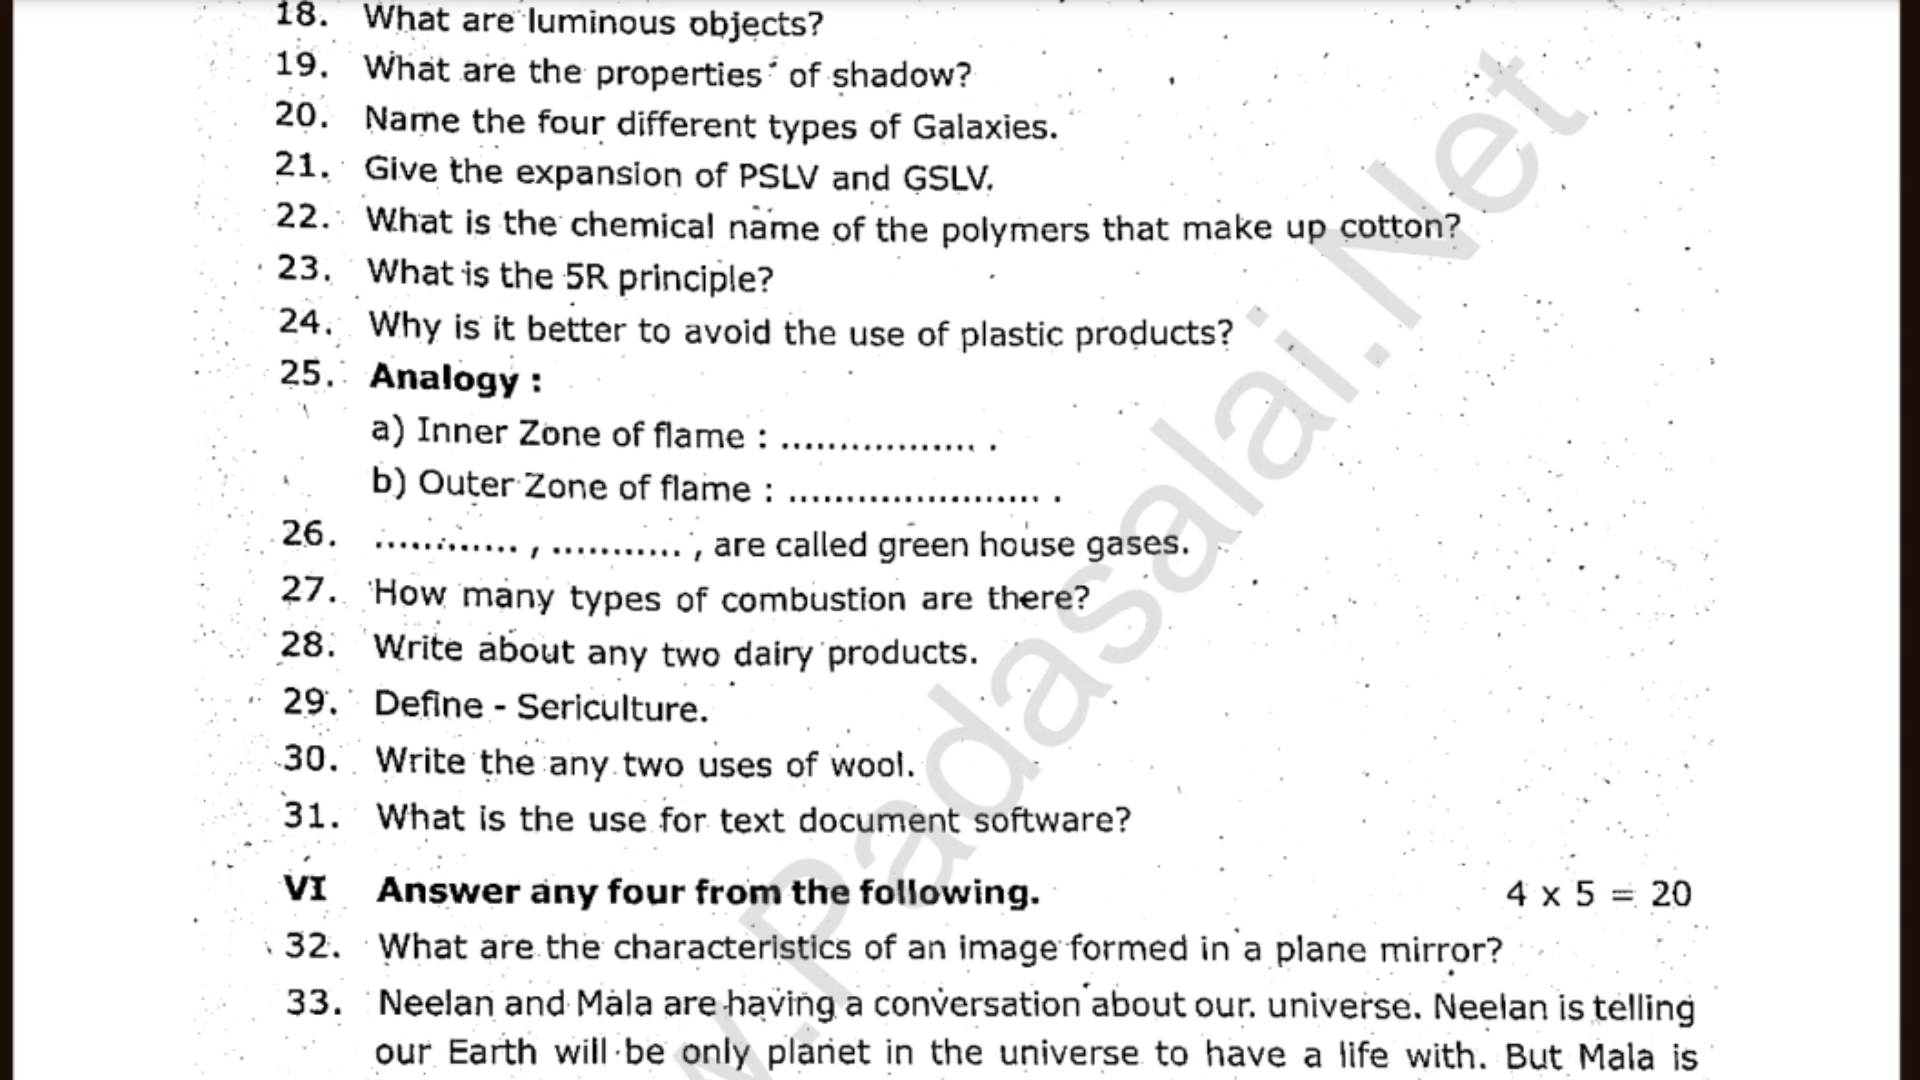 18. What are luminous objects?
19. What are the properties of shadow?
20. Name the four different types of Galaxies.
21. Give the expansion of PSLV and GSLV.
22. What is the chemical name of the polymers that make up cotton?
23. What is the 5R principle?
24. Why is it better to avoid the use of plastic products?
25. Analogy :
a) Inner Zone of flame : ................. .
b) Outer Zone of flame : ...................... .
26. ............. , ............ , are called green house gases.
27. How many types of combustion are there?
28. Write about any two dairy products.
29. Define - Sericulture.
30. Write the any two uses of wool.
31. What is the use for text document software?
VI Answer any four from the following. 4 x 5 = 20
32. What are the characteristics of an image formed in a plane mirror?
33. Neelan and Mala are having a conversation about our. universe. Neelan is telling
our Earth will be only planet in the universe to have a life with. But Mala is
w.Padasalai.Net